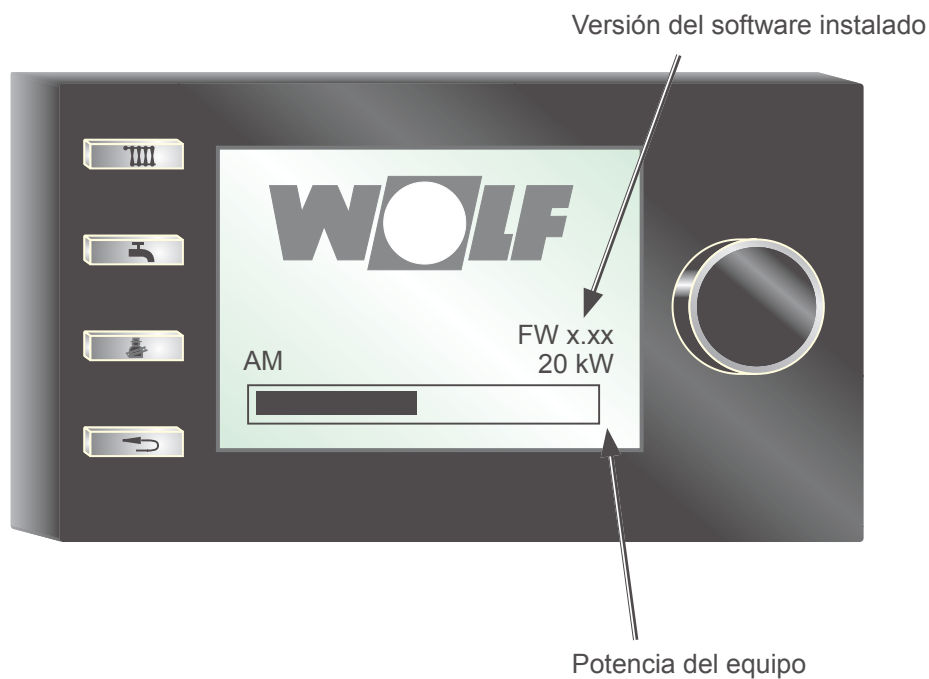 Versión del software instalado
WOLF
FW x.xx
AM 20 kW
Potencia del equipo